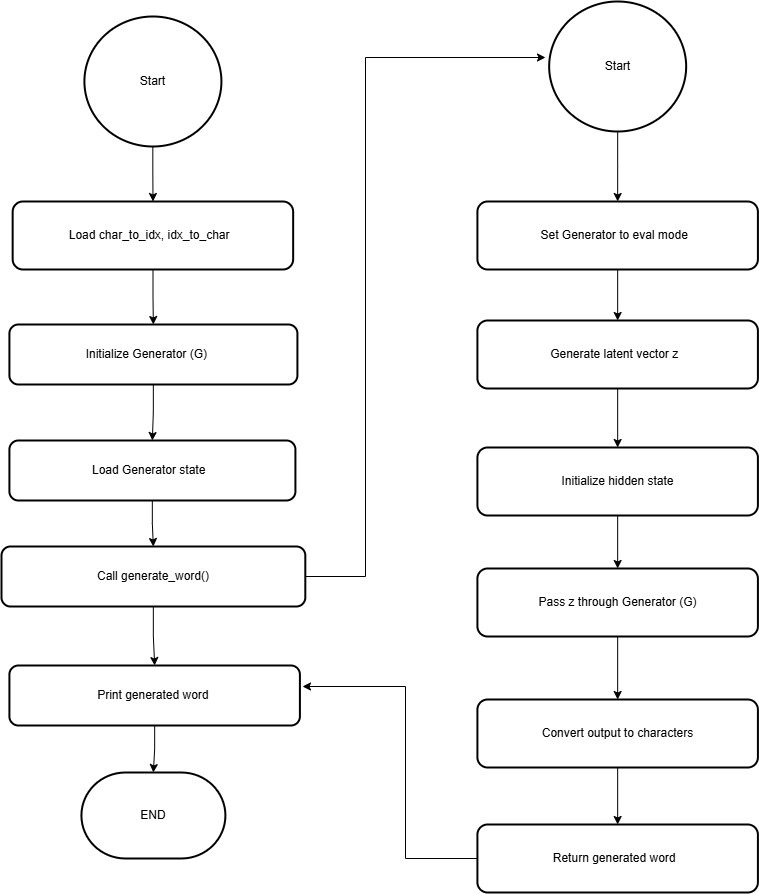 Start
Load char_to_idx, idx_to_char
Initialize Generator (G)
Load Generator state
Call generate_word()
Print generated word
END
Start
Set Generator to eval mode
Generate latent vector z
Initialize hidden state
Pass z through Generator (G)
Convert output to characters
Return generated word